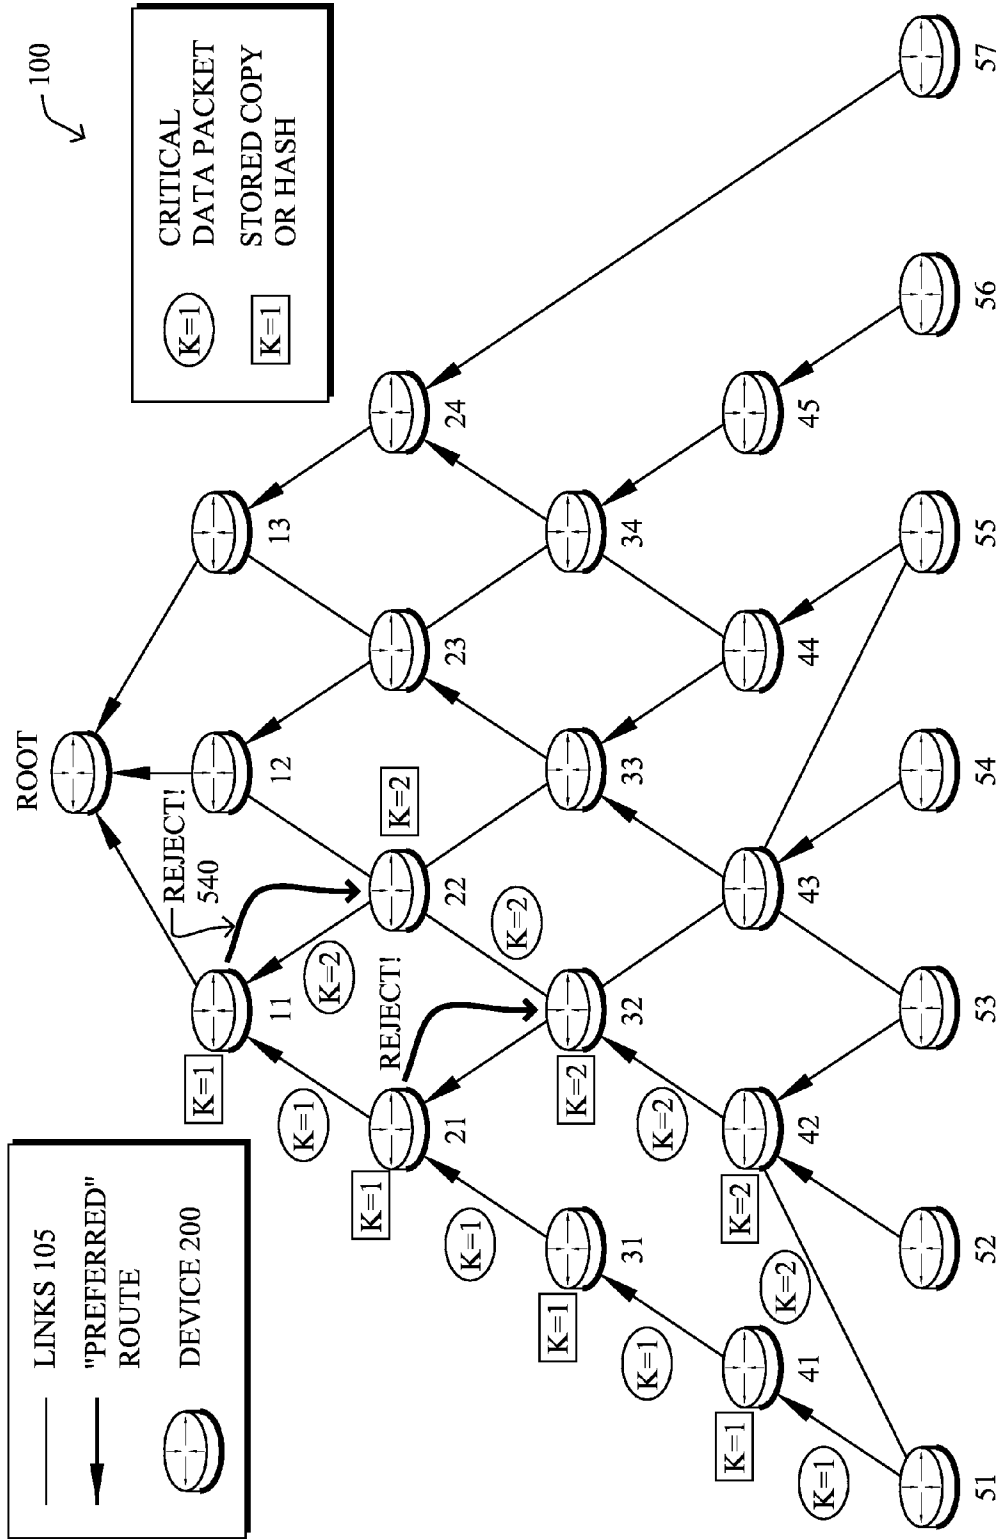 100
LINKS 105
"PREFERRED"
ROUTE
DEVICE 200
K=1
CRITICAL
DATA PACKET
K=1
STORED COPY
OR HASH
ROOT
REJECT!
540
K=1
11
12
13
K=1
K=2
REJECT!
K=2
K=1
21
22
23
24
K=1
K=2
K=2
K=1
31
32
33
34
K=1
K=2
K=1
K=2
41
42
43
44
45
K=1
K=2
51
52
53
54
55
56
57